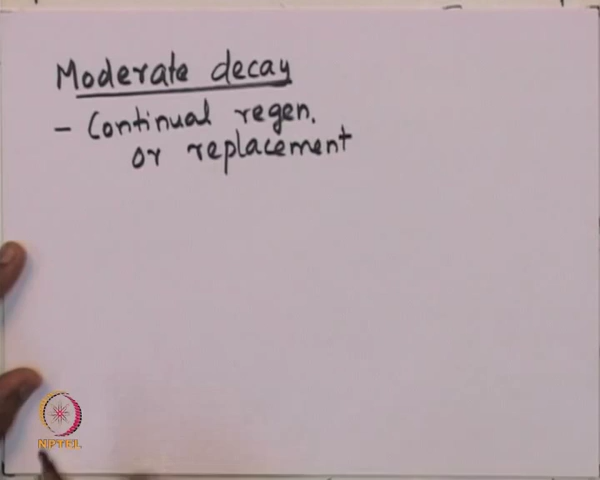 Moderate decay
- Continual regen.
or replacement
NPTEL